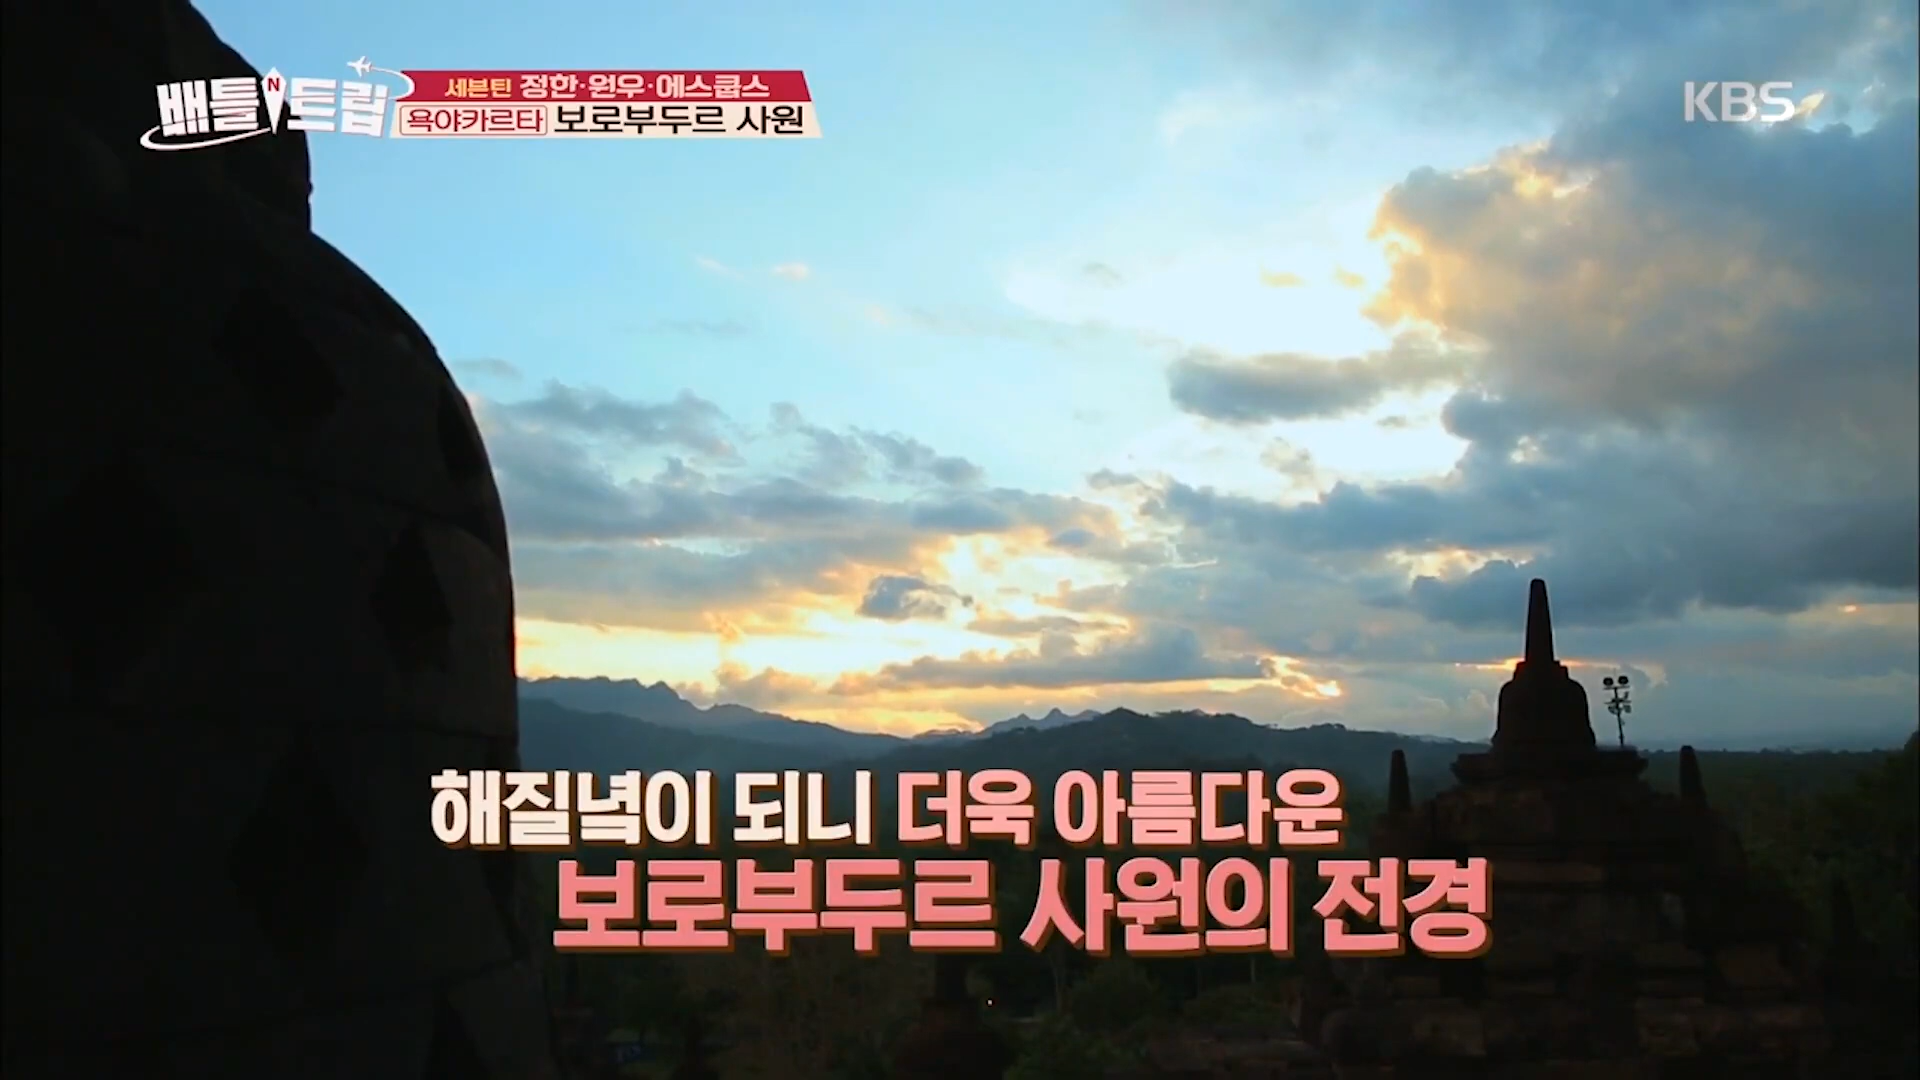 배틀트립
N
세븐틴 정한·원우·에스쿱스
욕야카르타 보로부두르 사원
KBS
해질녘이 되니 더욱 아름다운
보로부두르 사원의 전경